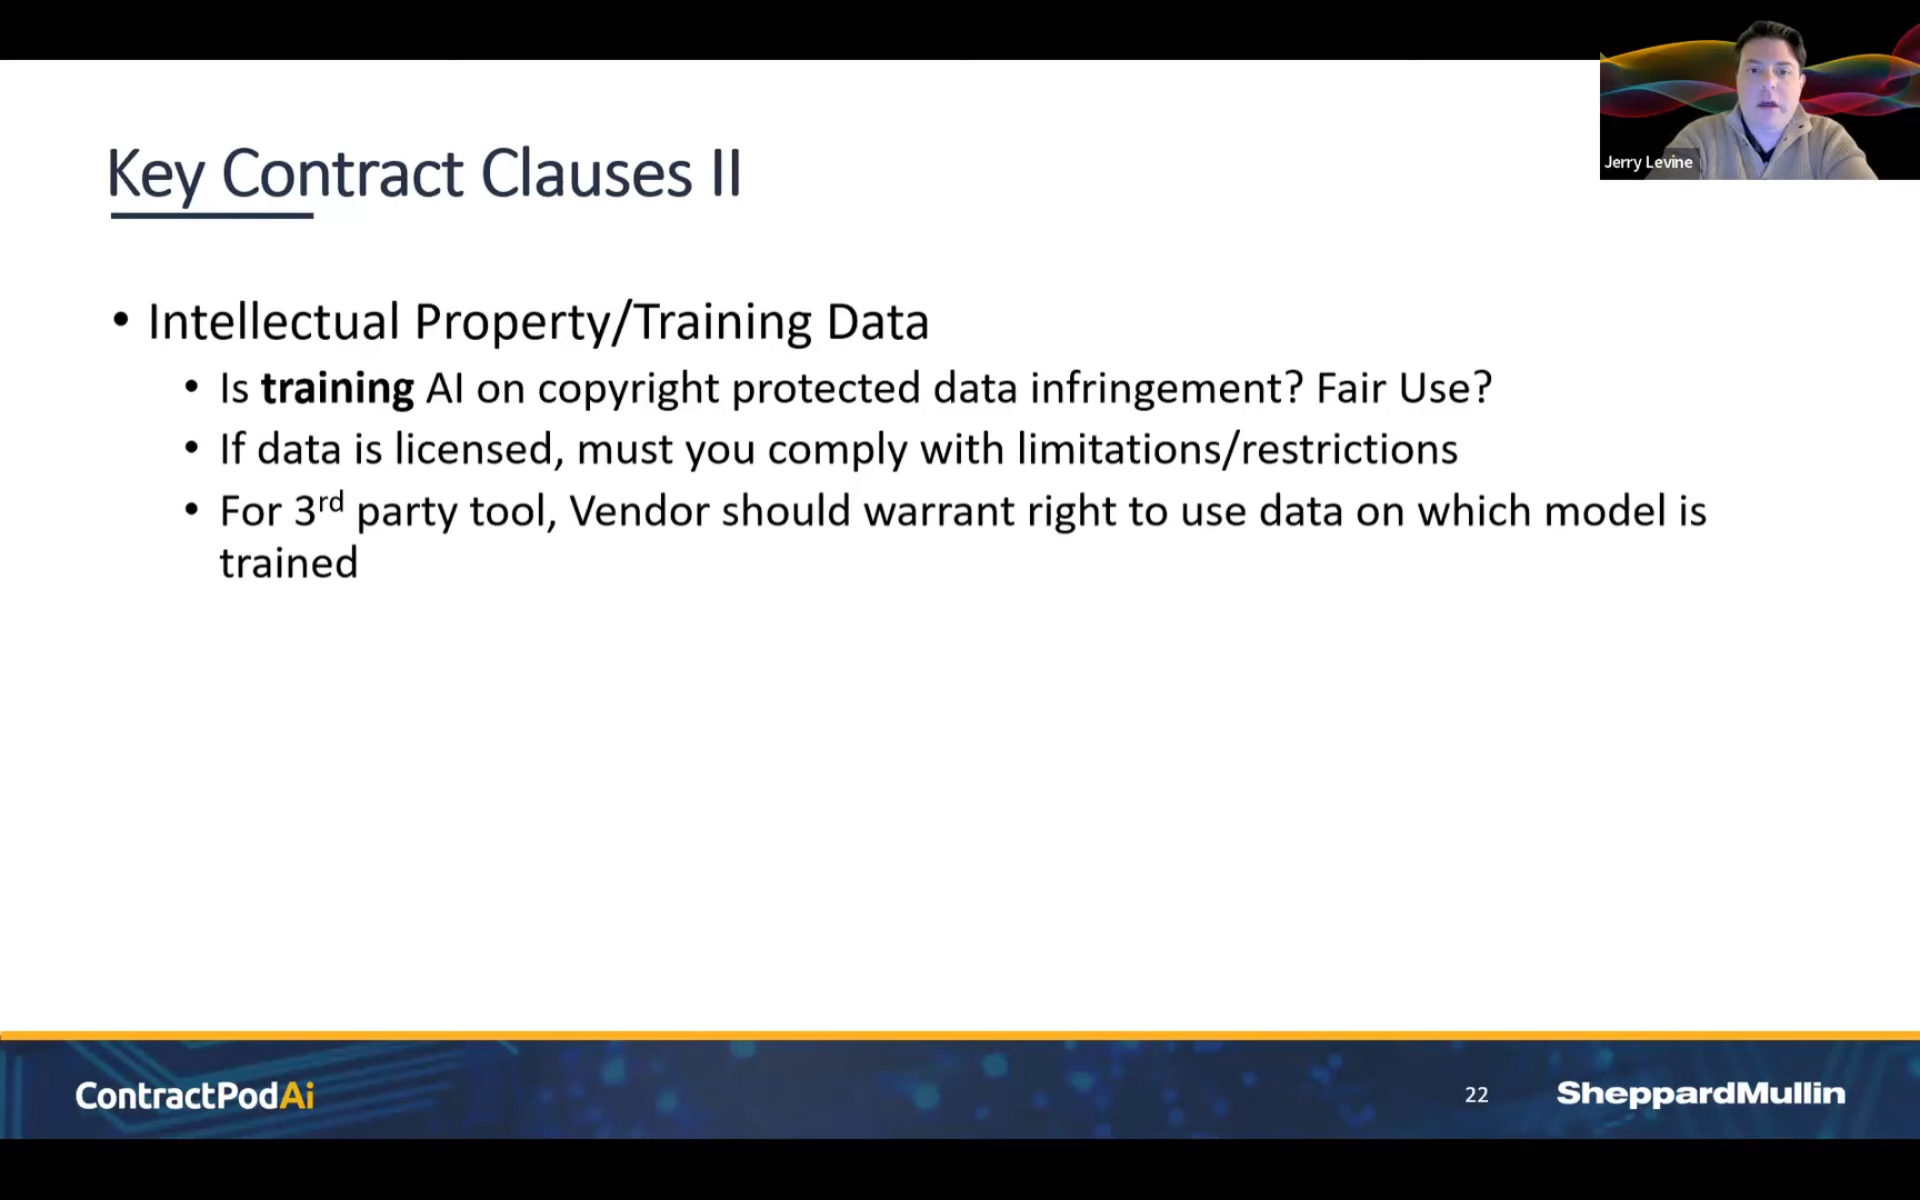 Jerry Levine
Key Contract Clauses II
• Intellectual Property/Training Data
• Is training AI on copyright protected data infringement? Fair Use?
• If data is licensed, must you comply with limitations/restrictions
• For 3rd party tool, Vendor should warrant right to use data on which model is
trained
ContractPodAi
22
SheppardMullin